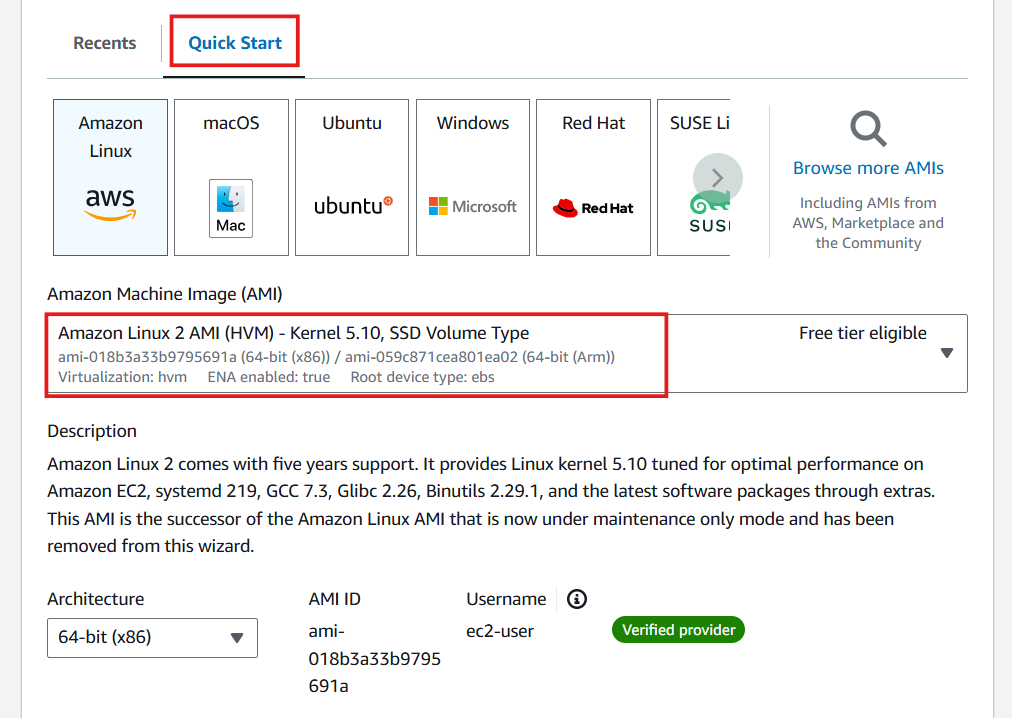 Recents
Quick Start
Amazon
Linux
aws
macOS
Mac
Ubuntu
ubuntu
Windows
Microsoft
Red Hat
Red Hat
SUSE Li
SUS
Browse more AMIs
Including AMIs from
AWS, Marketplace and
the Community
Amazon Machine Image (AMI)
Amazon Linux 2 AMI (HVM) - Kernel 5.10, SSD Volume Type
Free tier eligible
ami-018b3a33b9795691a (64-bit (x86)) / ami-059c871cea801ea02 (64-bit (Arm))
Virtualization: hvm ENA enabled: true Root device type: ebs
Description
Amazon Linux 2 comes with five years support. It provides Linux kernel 5.10 tuned for optimal performance on
Amazon EC2, systemd 219, GCC 7.3, Glibc 2.26, Binutils 2.29.1, and the latest software packages through extras.
This AMI is the successor of the Amazon Linux AMI that is now under maintenance only mode and has been
removed from this wizard.
Architecture
64-bit (x86)
AMI ID
ami-
018b3a33b9795
691a
Username
ec2-user
Verified provider